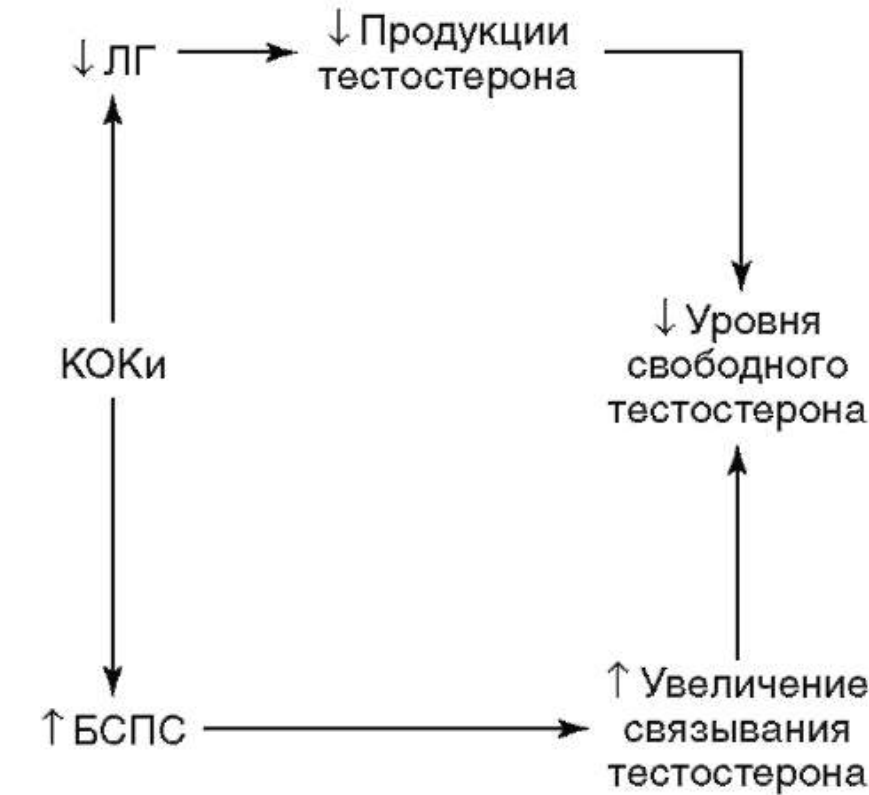 ↓ ЛГ
↓ Продукции
тестостерона
КОКи
↓ Уровня
свободного
тестостерона
↑ БСПС
↑ Увеличение
связывания
тестостерона